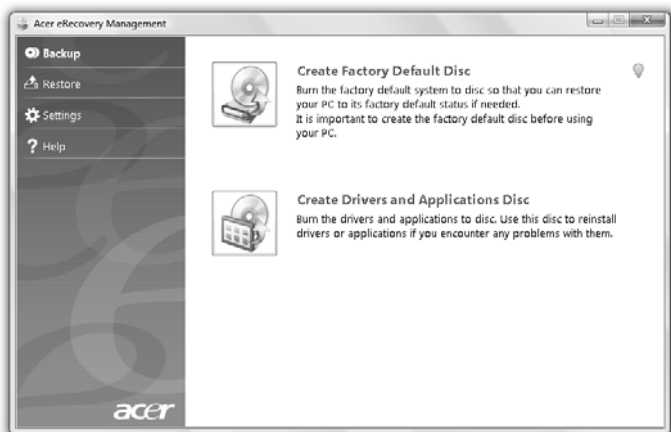 Acer eRecovery Management
Backup
Restore
Settings
Help
Create Factory Default Disc
Burn the factory default system to disc so that you can restore
your PC to its factory default status if needed.
It is important to create the factory default disc before using
your PC.
Create Drivers and Applications Disc
Burn the drivers and applications to disc. Use this disc to reinstall
drivers or applications if you encounter any problems with them.
acer